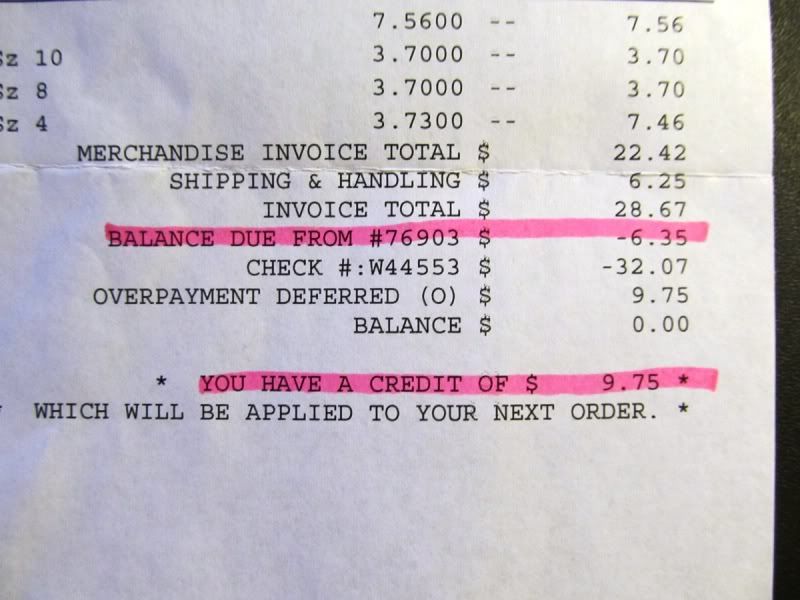 7.5600 -- 7.56
Sz 10 3.7000 -- 3.70
Sz 8 3.7000 -- 3.70
Sz 4 3.7300 -- 7.46
MERCHANDISE INVOICE TOTAL $ 22.42
SHIPPING & HANDLING $ 6.25
INVOICE TOTAL $ 28.67
BALANCE DUE FROM #76903 $ -6.35
CHECK #:W44553 $ -32.07
OVERPAYMENT DEFERRED (O) $ 9.75
BALANCE $ 0.00
* YOU HAVE A CREDIT OF $ 9.75 *
WHICH WILL BE APPLIED TO YOUR NEXT ORDER. *